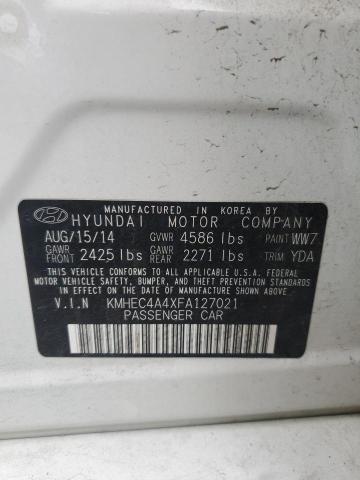 MANUFACTURED IN KOREA BY
HYUNDAI MOTOR COMPANY
AUG/15/14 GVWR 4586 lbs PAINT WW7
GAWR FRONT 2425 lbs GAWR REAR 2271 lbs TRIM YDA
THIS VEHICLE CONFORMS TO ALL APPLICABLE U.S.A. FEDERAL
MOTOR VEHICLE SAFETY, BUMPER, AND THEFT PREVENTION
STANDARDS IN EFFECT ON THE DATE OF MANUFACTURE SHOWN ABOVE.
V.I.N KMHEC4A4XFA127021
PASSENGER CAR